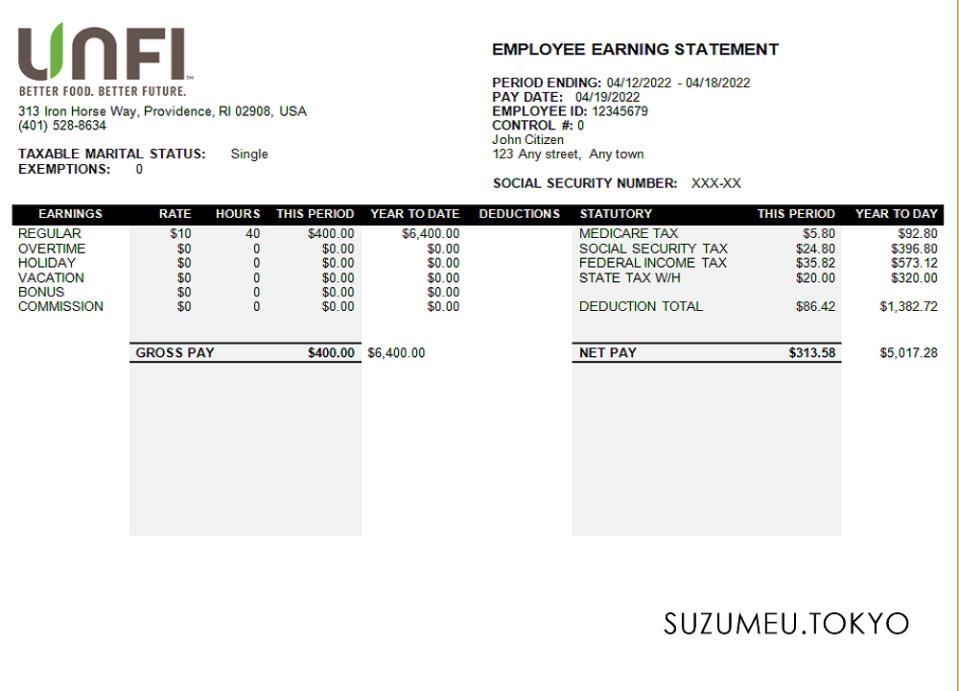 UNFI™
BETTER FOOD. BETTER FUTURE.
313 Iron Horse Way, Providence, RI 02908, USA
(401) 528-8634
TAXABLE MARITAL STATUS: Single
EXEMPTIONS: 0
EMPLOYEE EARNING STATEMENT
PERIOD ENDING: 04/12/2022 - 04/18/2022
PAY DATE: 04/19/2022
EMPLOYEE ID: 12345679
CONTROL #: 0
John Citizen
123 Any street, Any town
SOCIAL SECURITY NUMBER: XXX-XX
EARNINGS RATE HOURS THIS PERIOD YEAR TO DATE DEDUCTIONS STATUTORY THIS PERIOD YEAR TO DAY
REGULAR $10 40 $400.00 $6,400.00 MEDICARE TAX $5.80 $92.80
OVERTIME $0 0 $0.00 $0.00 SOCIAL SECURITY TAX $24.80 $396.80
HOLIDAY $0 0 $0.00 $0.00 FEDERAL INCOME TAX $35.82 $573.12
VACATION $0 0 $0.00 $0.00 STATE TAX W/H $20.00 $320.00
BONUS $0 0 $0.00 $0.00
COMMISSION $0 0 $0.00 $0.00 DEDUCTION TOTAL $86.42 $1,382.72
GROSS PAY $400.00 $6,400.00 NET PAY $313.58 $5,017.28
SUZUMEU.TOKYO